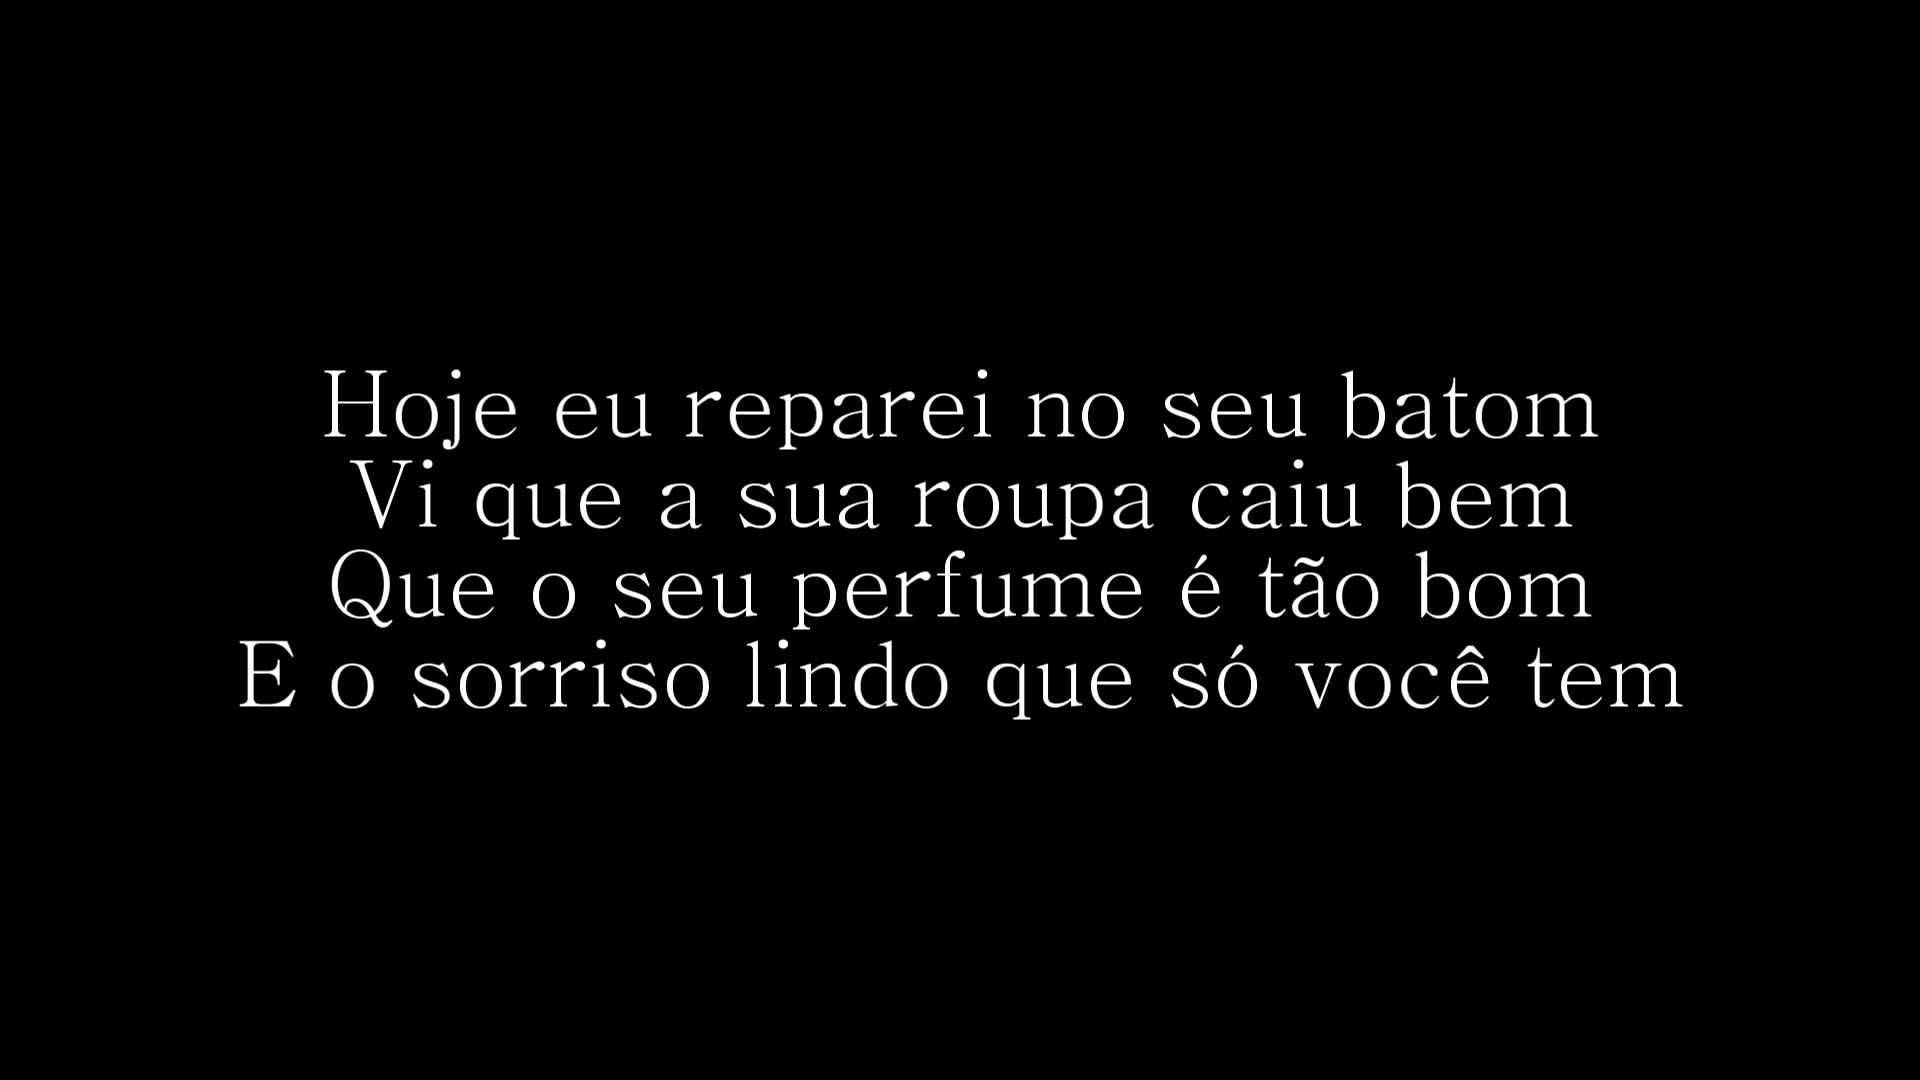 Hoje eu reparei no seu batom
Vi que a sua roupa caiu bem
Que o seu perfume é tão bom
E o sorriso lindo que só você tem